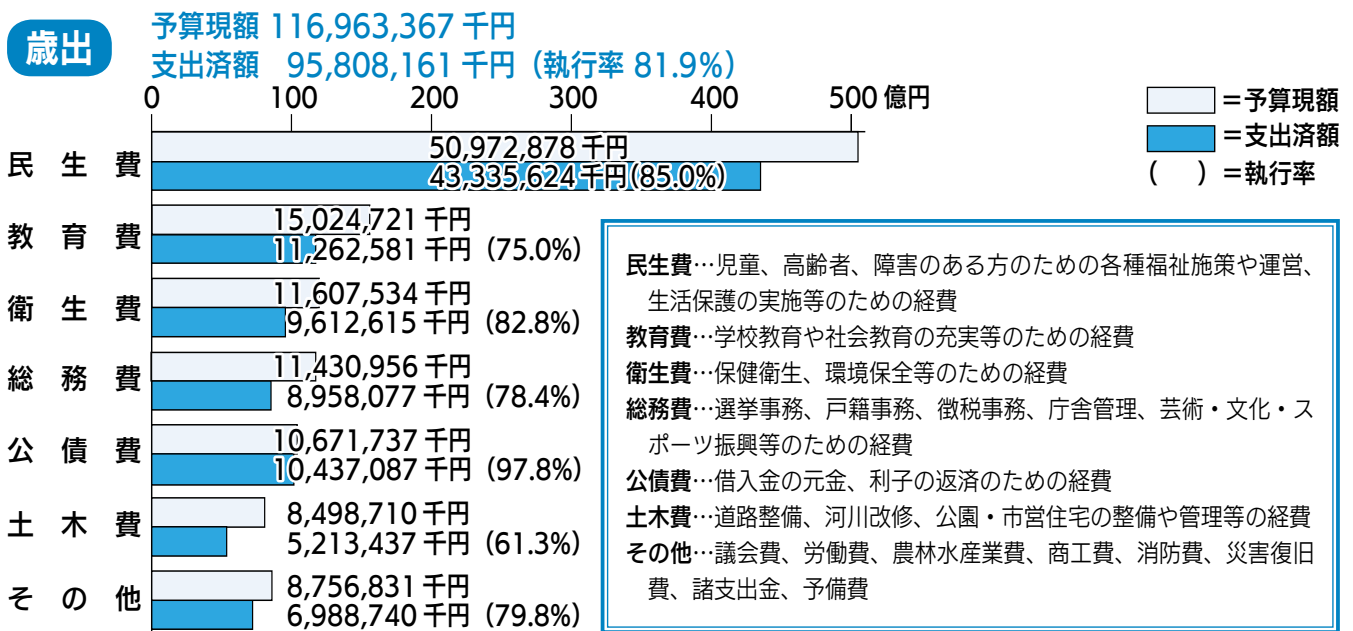 歳出
予算現額 116,963,367 千円
支出済額 95,808,161 千円（執行率 81.9%）
0 100 200 300 400 500 億円
＝予算現額
＝支出済額
（　）＝執行率
民生費
50,972,878 千円
43,335,624 千円(85.0%)
教育費
15,024,721 千円
11,262,581 千円（75.0%）
衛生費
11,607,534 千円
9,612,615 千円（82.8%）
総務費
11,430,956 千円
8,958,077 千円（78.4%）
公債費
10,671,737 千円
10,437,087 千円（97.8%）
土木費
8,498,710 千円
5,213,437 千円（61.3%）
その他
8,756,831 千円
6,988,740 千円（79.8%）
民生費…児童、高齢者、障害のある方のための各種福祉施策や運営、
生活保護の実施等のための経費
教育費…学校教育や社会教育の充実等のための経費
衛生費…保健衛生、環境保全等のための経費
総務費…選挙事務、戸籍事務、徴税事務、庁舎管理、芸術・文化・ス
ポーツ振興等のための経費
公債費…借入金の元金、利子の返済のための経費
土木費…道路整備、河川改修、公園・市営住宅の整備や管理等の経費
その他…議会費、労働費、農林水産業費、商工費、消防費、災害復旧
費、諸支出金、予備費